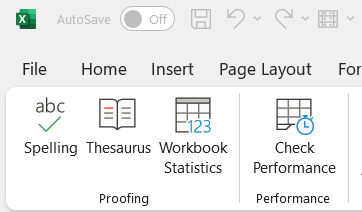 AutoSave Off
File Home Insert Page Layout
abc
123
Spelling Thesaurus Workbook Statistics Check Performance
Proofing Performance